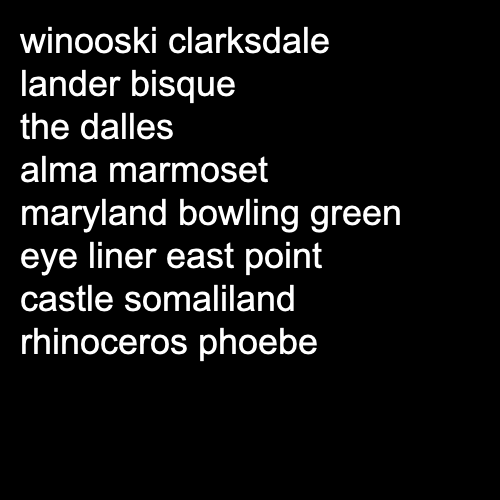 winooski clarksdale
lander bisque
the dalles
alma marmoset
maryland bowling green
eye liner east point
castle somaliland
rhinoceros phoebe